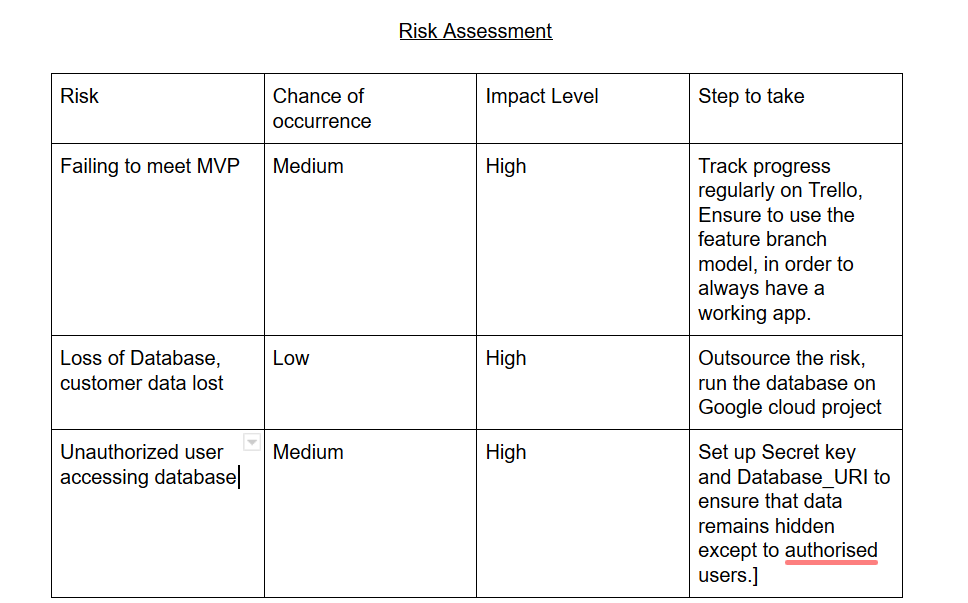 Risk Assessment
Risk
Chance of
occurrence
Impact Level
Step to take
Failing to meet MVP
Medium
High
Track progress
regularly on Trello,
Ensure to use the
feature branch
model, in order to
always have a
working app.
Loss of Database,
customer data lost
Low
High
Outsource the risk,
run the database on
Google cloud project
Unauthorized user
accessing database
Medium
High
Set up Secret key
and Database_URI to
ensure that data
remains hidden
except to authorised
users.]